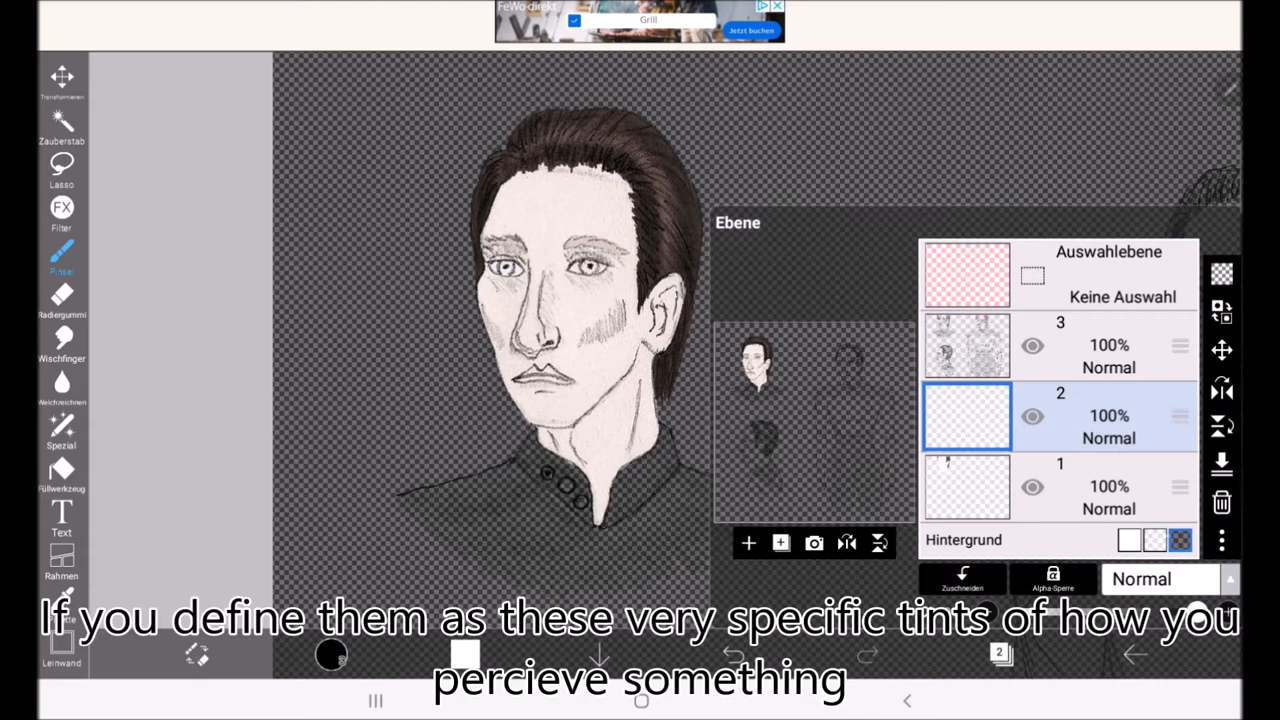 FeWo-direkt
Grill
Jetzt buchen
Transformieren
Zauberstab
Lasso
FX
Filter
Pinsel
Radiergummi
Wischfinger
Weichzeichnen
Spezial
Füllwerkzeug
T
Text
Rahmen
Leinwand
Ebene
Auswahlebene
Keine Auswahl
3
100%
Normal
2
100%
Normal
1
100%
Normal
Hintergrund
Zuschneiden
α
Alpha-Sperre
Normal
2
If you define them as these very specific tints of how you
percieve something